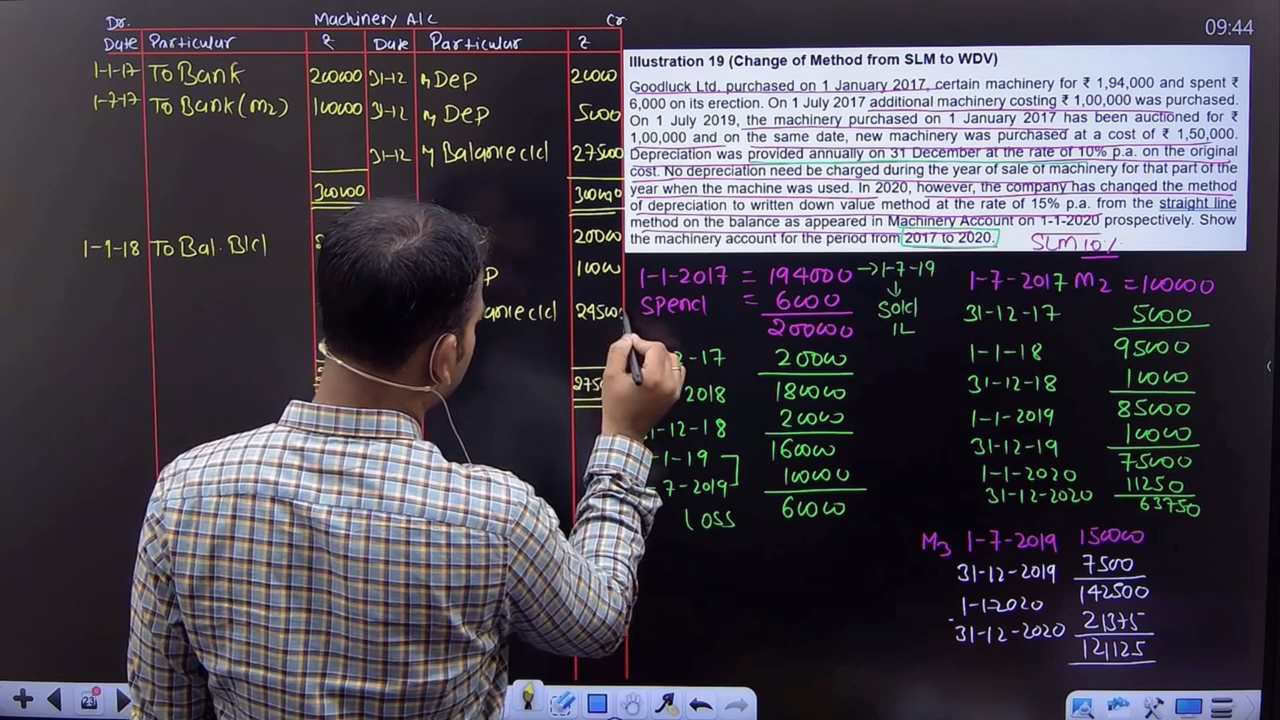 09:44
Dr. Machinery A/c Cr.
Date Particular ₹ Date Particular ₹
1-1-17 To Bank 200000 31-12 By Dep 20000
1-7-17 To Bank (M2) 100000 31-12 By Dep 5000
31-12 By Balance c/d 275000
300000 300000
1-1-18 To Bal. B/d 20000
p 10000
ance c/d 245000
275
Illustration 19 (Change of Method from SLM to WDV)
Goodluck Ltd. purchased on 1 January 2017, certain machinery for ₹ 1,94,000 and spent ₹
6,000 on its erection. On 1 July 2017 additional machinery costing ₹ 1,00,000 was purchased.
On 1 July 2019, the machinery purchased on 1 January 2017 has been auctioned for ₹
1,00,000 and on the same date, new machinery was purchased at a cost of ₹ 1,50,000.
Depreciation was provided annually on 31 December at the rate of 10% p.a. on the original
cost. No depreciation need be charged during the year of sale of machinery for that part of the
year when the machine was used. In 2020, however, the company has changed the method
of depreciation to written down value method at the rate of 15% p.a. from the straight line
method on the balance as appeared in Machinery Account on 1-1-2020 prospectively. Show
the machinery account for the period from 2017 to 2020.
SLM 10%
1-1-2017 = 194000 → 1-7-19
Spend = 6000 ↓ Sold
200000 1L
2-17 20000
2018 180000
1-12-18 20000
-1-19 160000
-7-2019 100000
Loss 60000
1-7-2017 M2 = 100000
31-12-17 5000
1-1-18 95000
31-12-18 10000
1-1-2019 85000
31-12-19 10000
1-1-2020 75000
31-12-2020 11250
63750
M3 1-7-2019 150000
31-12-2019 7500
1-1-2020 142500
31-12-2020 21375
121125
23